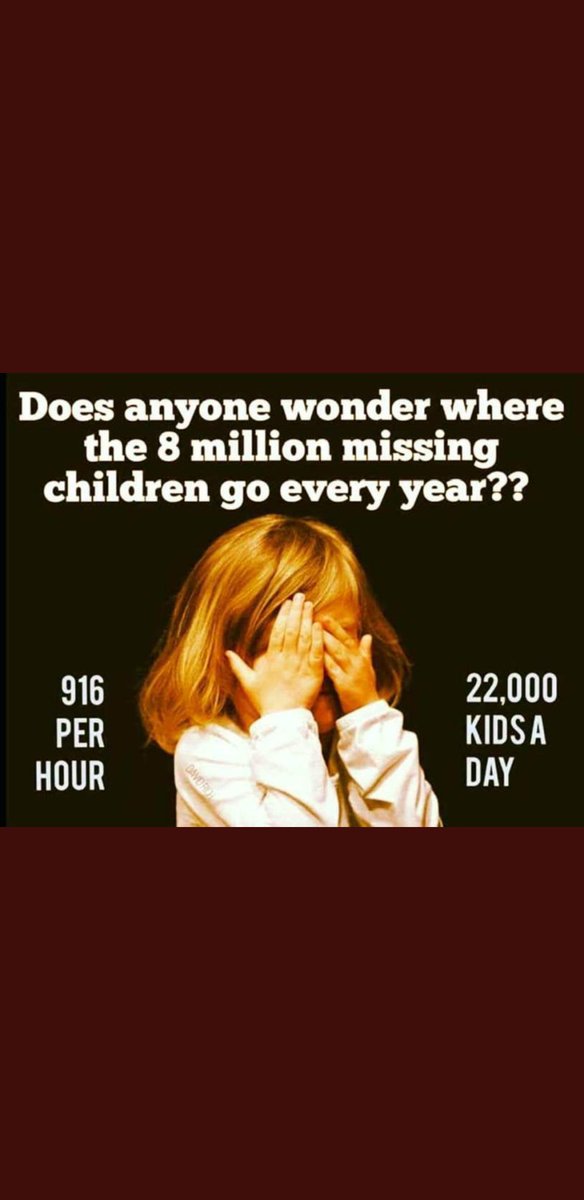 Does anyone wonder where
the 8 million missing
children go every year??
916
PER
HOUR
22,000
KIDS A
DAY